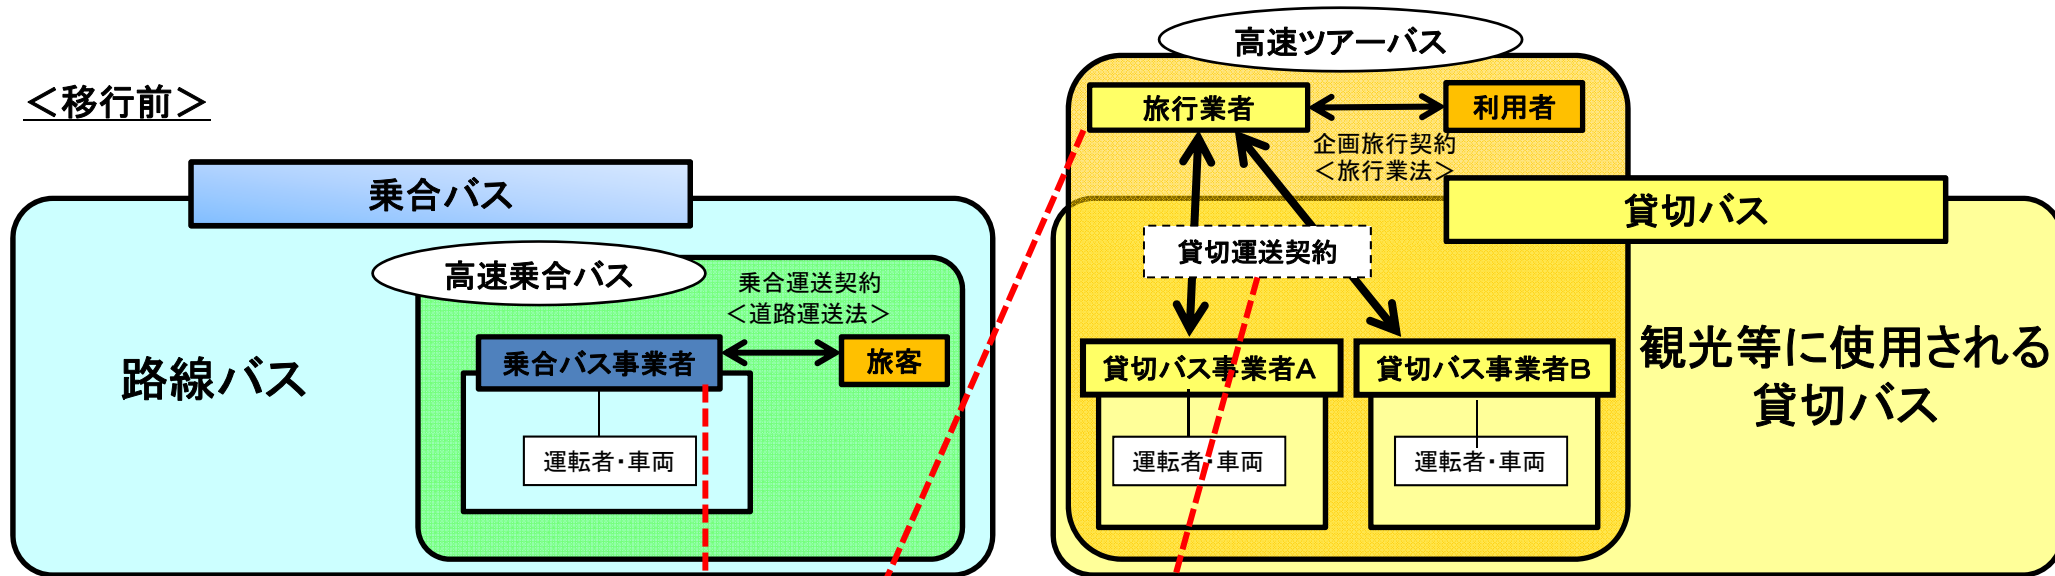 ＜移行前＞
乗合バス
高速乗合バス
乗合運送契約
＜道路運送法＞
乗合バス事業者
旅客
運転者・車両
路線バス
高速ツアーバス
旅行業者
利用者
企画旅行契約
＜旅行業法＞
貸切バス
貸切運送契約
貸切バス事業者A
貸切バス事業者B
運転者・車両
運転者・車両
観光等に使用される
貸切バス